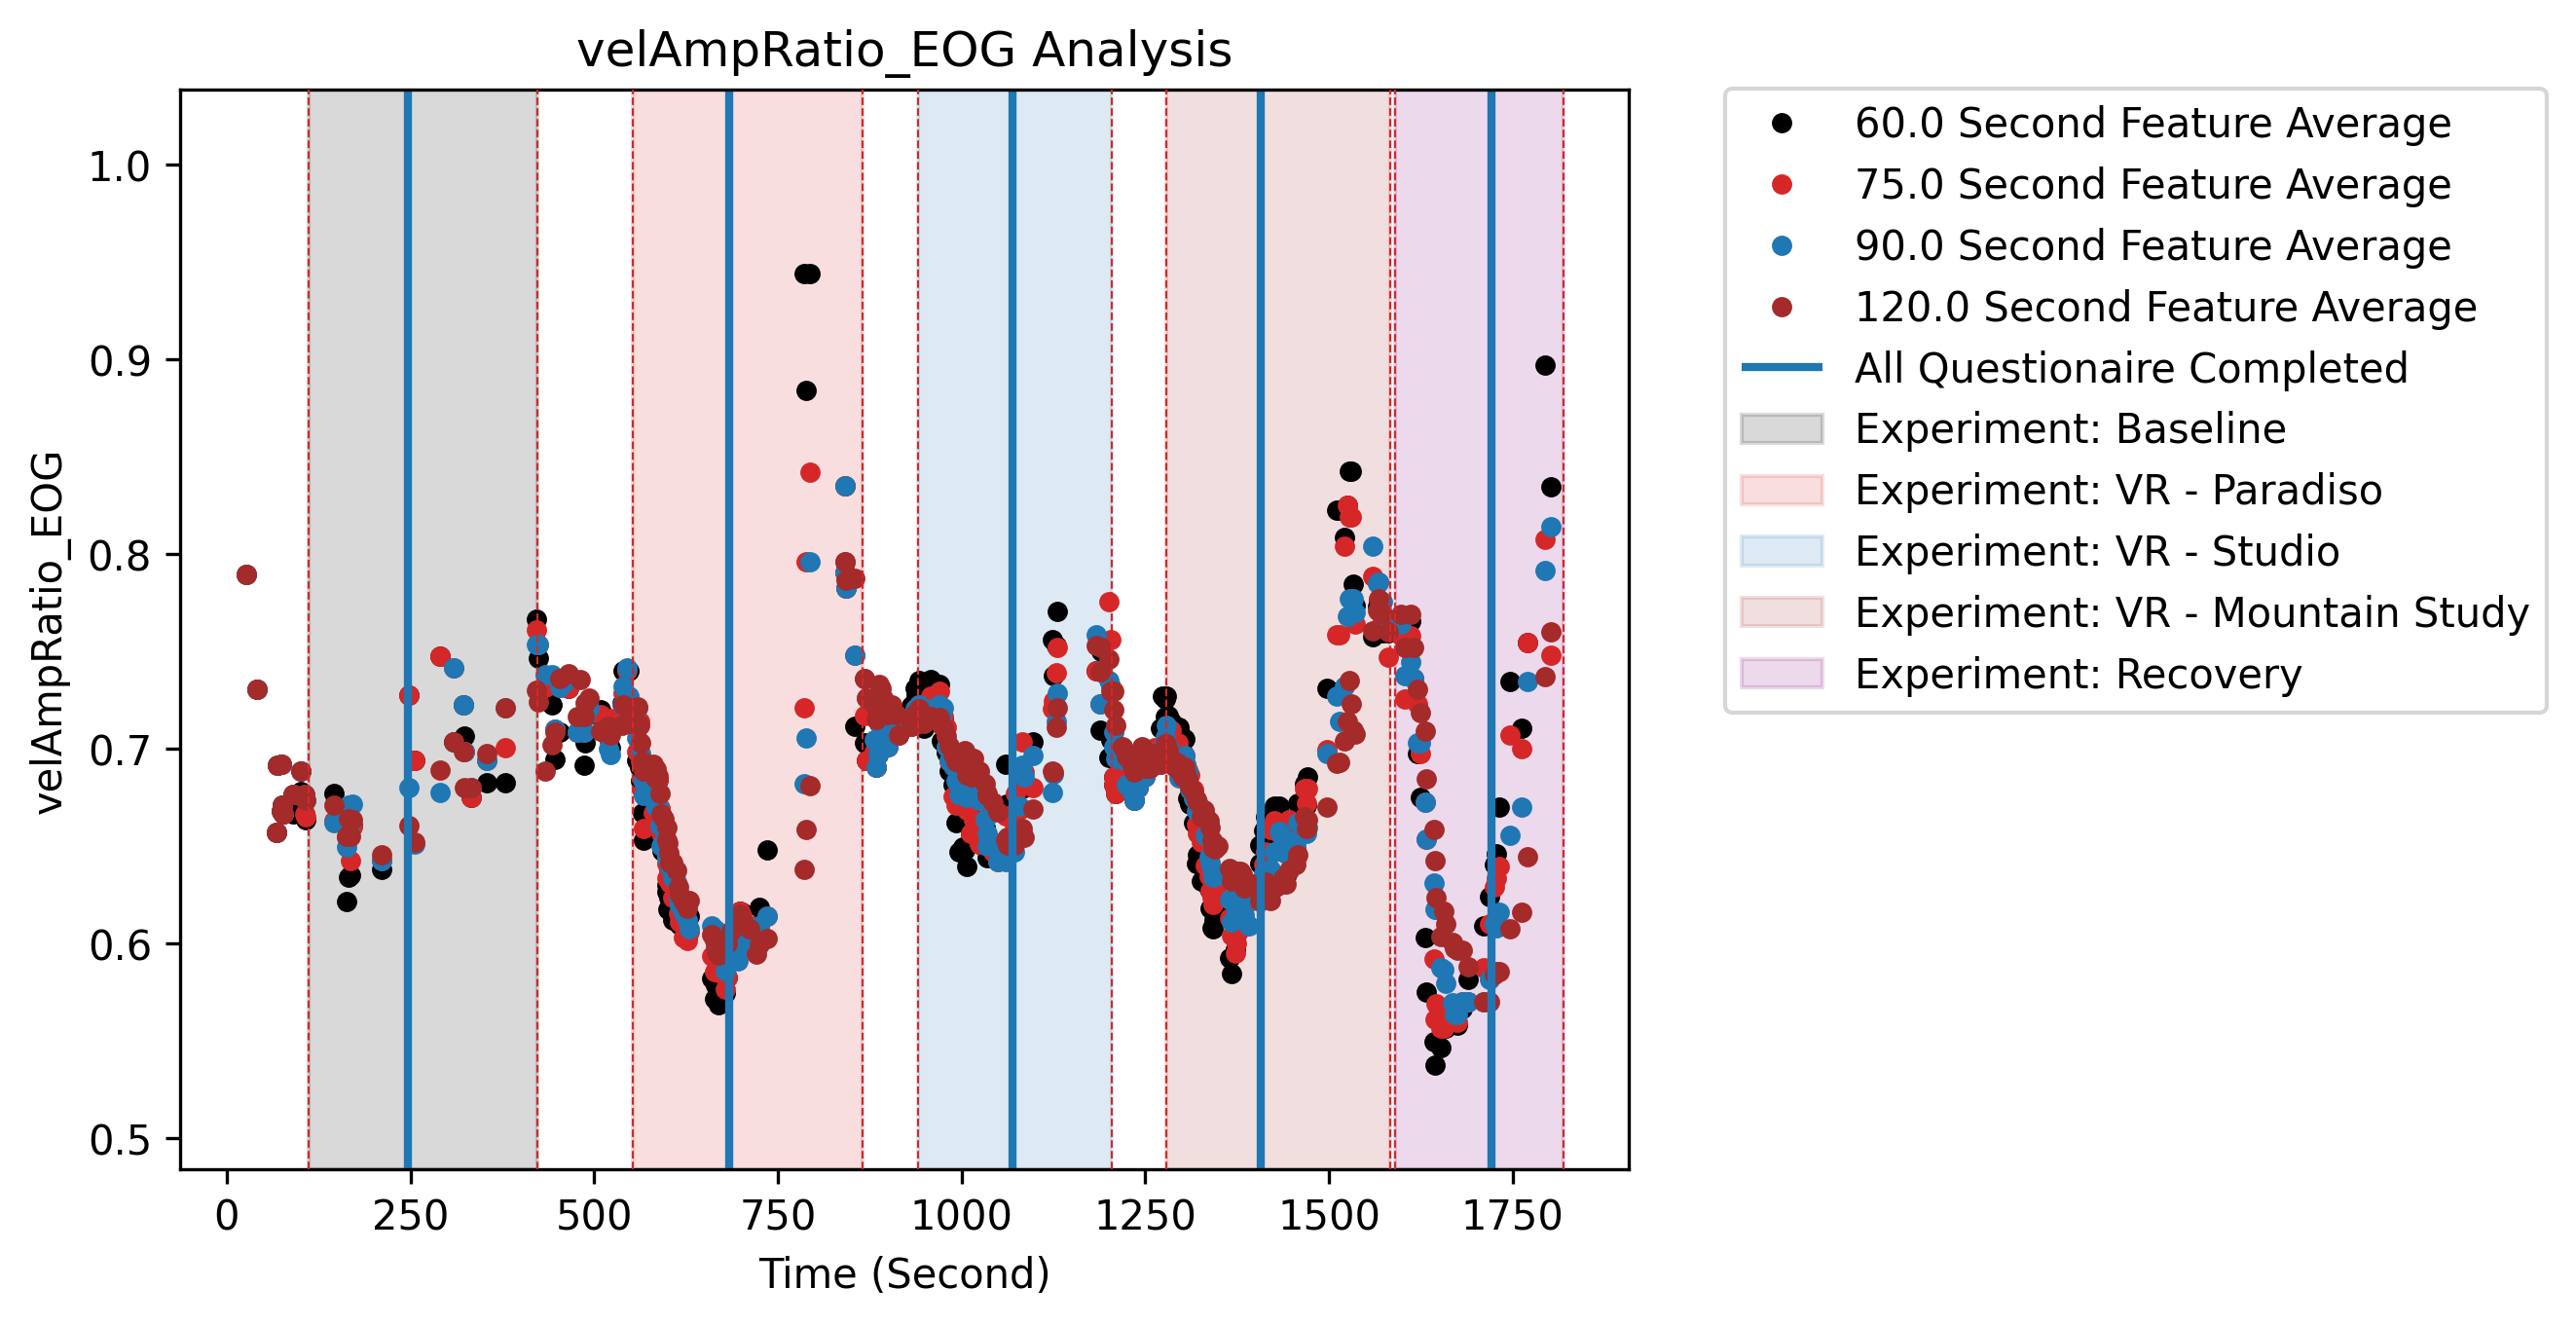 velAmpRatio_EOG Analysis
velAmpRatio_EOG
1.0
0.9
0.8
0.7
0.6
0.5
0
250
500
750
1000
1250
1500
1750
Time (Second)
60.0 Second Feature Average
75.0 Second Feature Average
90.0 Second Feature Average
120.0 Second Feature Average
All Questionaire Completed
Experiment: Baseline
Experiment: VR - Paradiso
Experiment: VR - Studio
Experiment: VR - Mountain Study
Experiment: Recovery